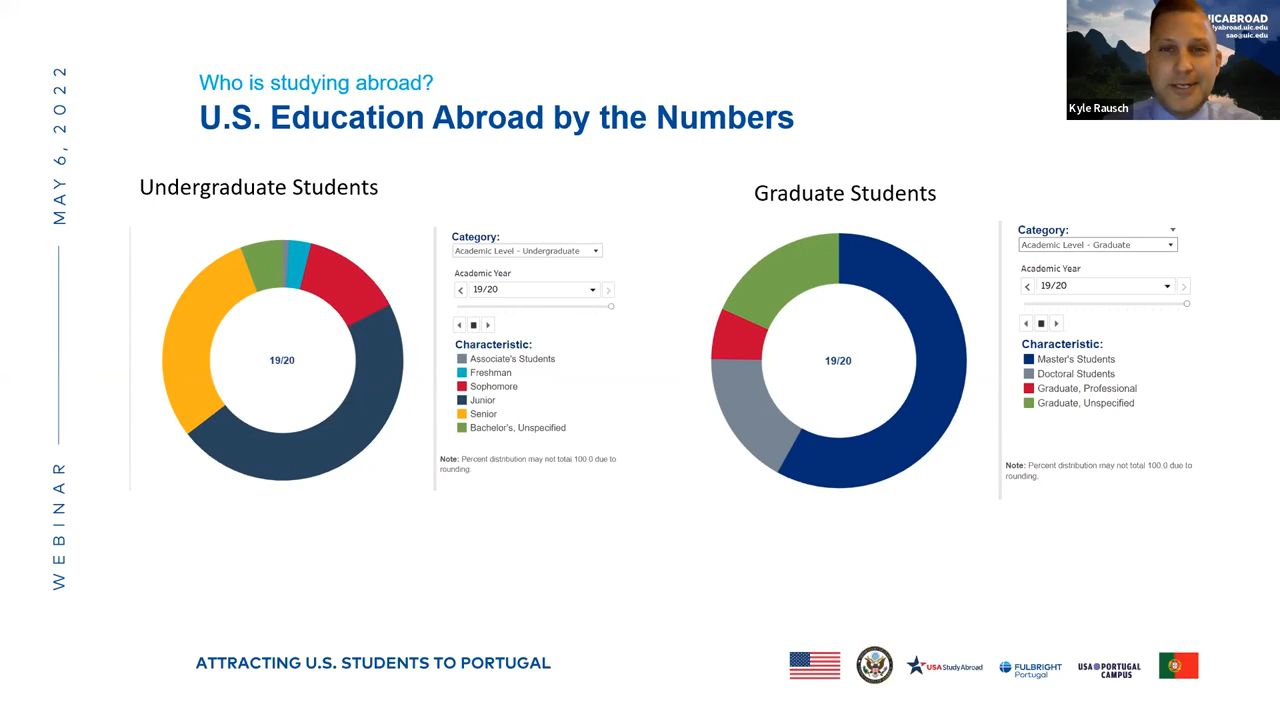 WEBINAR
MAY 6, 2022
Who is studying abroad?
U.S. Education Abroad by the Numbers
UICABROAD
sao@uic.edu
Kyle Rausch
Undergraduate Students
19/20
Category:
Academic Level - Undergraduate
Academic Year
19/20
Characteristic:
Associate's Students
Freshman
Sophomore
Junior
Senior
Bachelor's, Unspecified
Note: Percent distribution may not total 100.0 due to
rounding.
Graduate Students
19/20
Category:
Academic Level - Graduate
Academic Year
19/20
Characteristic:
Master's Students
Doctoral Students
Graduate, Professional
Graduate, Unspecified
Note: Percent distribution may not total 100.0 due to
rounding.
ATTRACTING U.S. STUDENTS TO PORTUGAL
USA Study Abroad
FULBRIGHT
Portugal
USA@PORTUGAL
CAMPUS